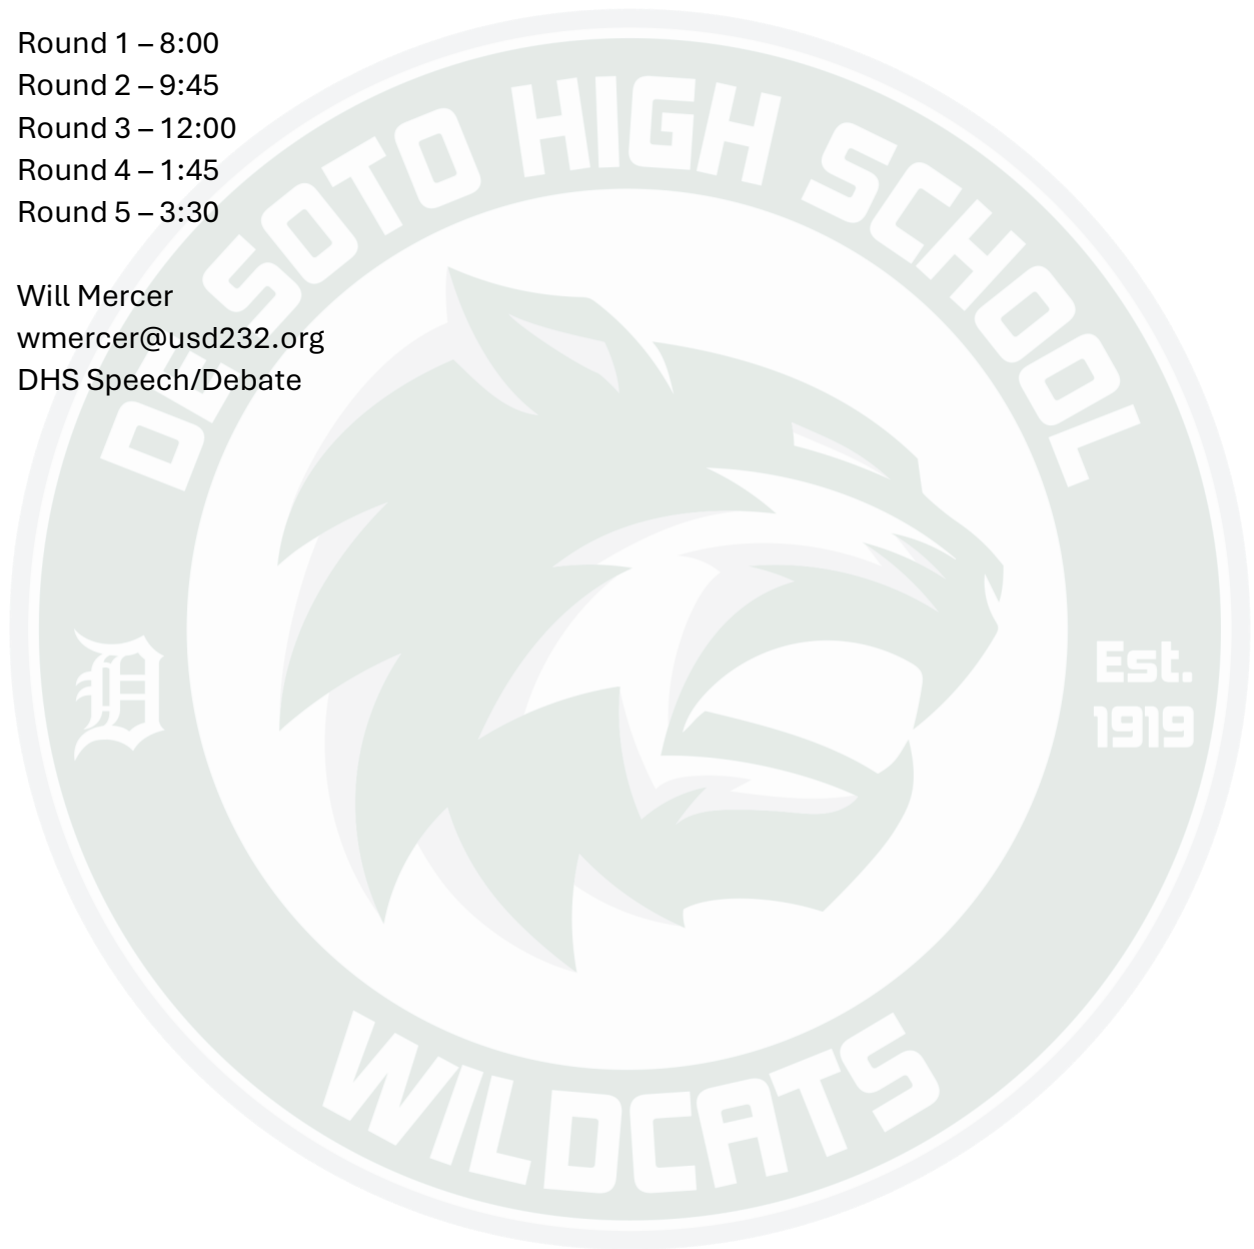 Round 1 – 8:00
Round 2 – 9:45
Round 3 – 12:00
Round 4 – 1:45
Round 5 – 3:30
Will Mercer
wmercer@usd232.org
DHS Speech/Debate
DE SOTO HIGH SCHOOL
D
Est.
1919
WILDCATS